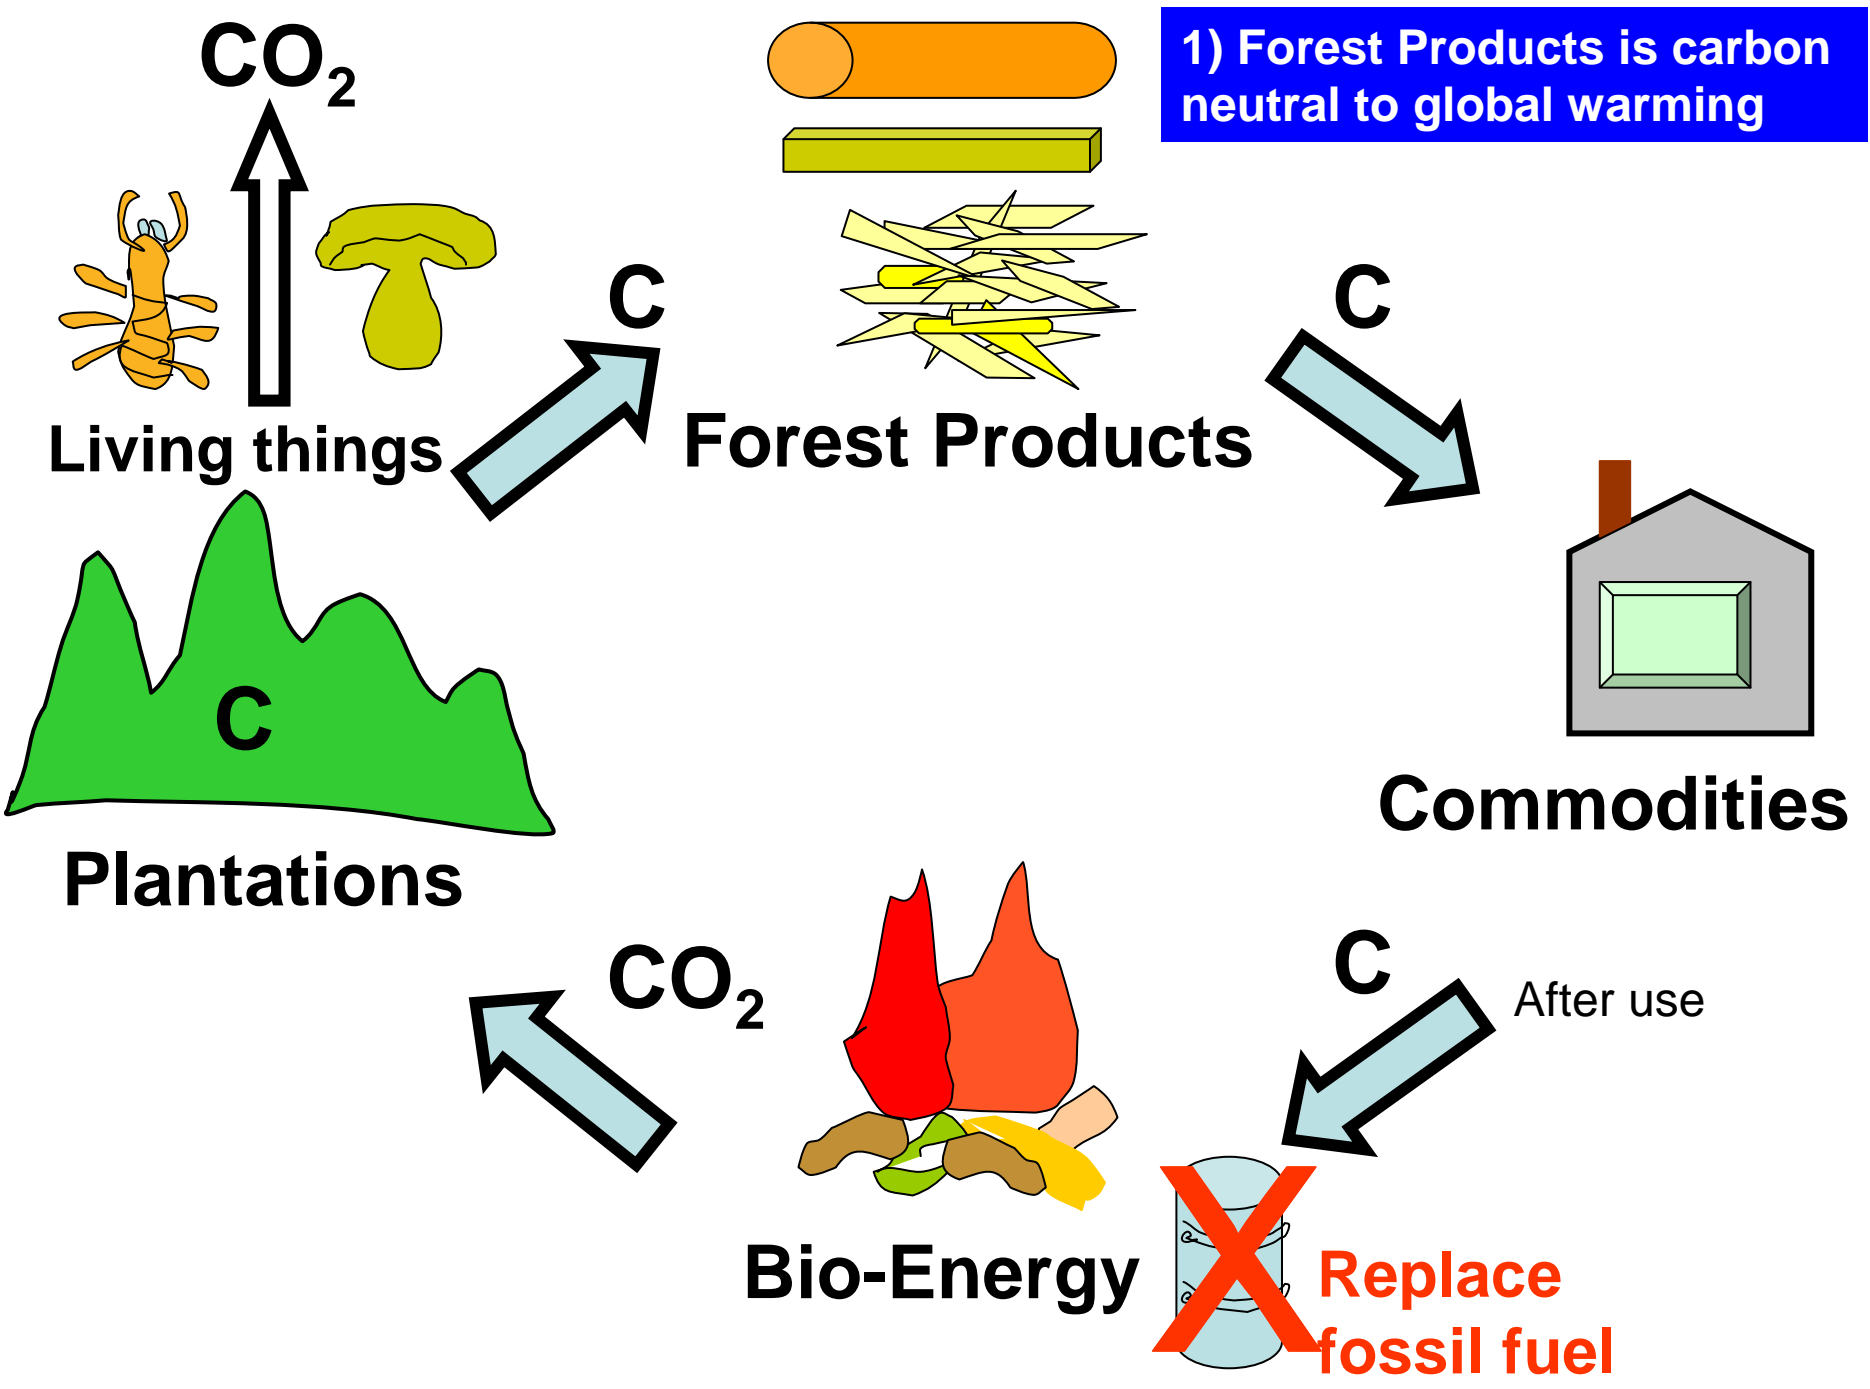 CO₂
1) Forest Products is carbon
neutral to global warming
C
C
Living things
Forest Products
C
Commodities
Plantations
CO₂
C
After use
Bio-Energy
Replace
fossil fuel